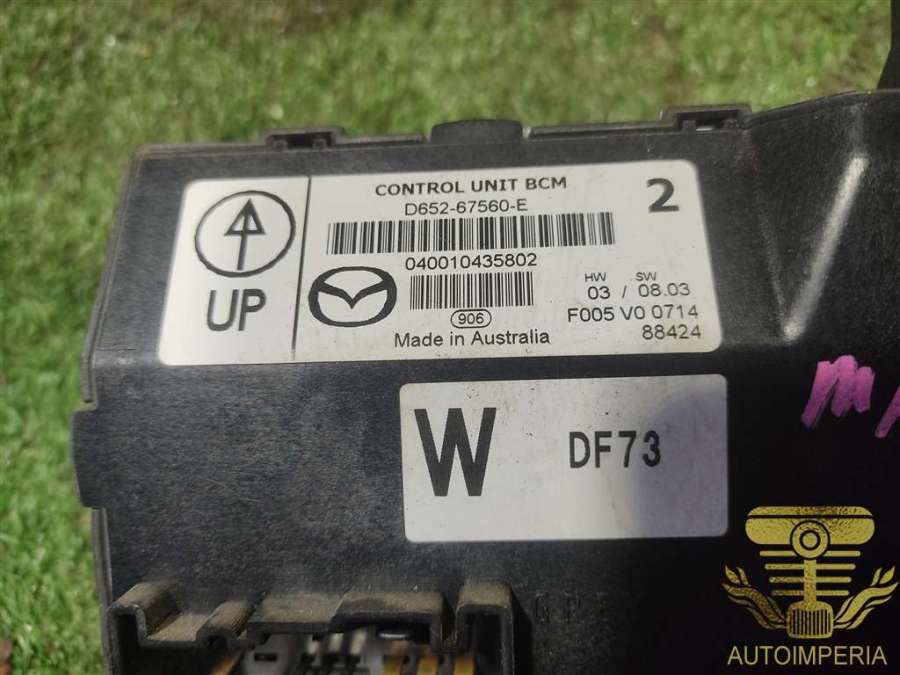 CONTROL UNIT BCM
D652-67560-E
2
040010435802
HW SW
03 / 08.03
F005 V0 0714
88424
906
Made in Australia
UP
W DF73
AUTOIMPERIA